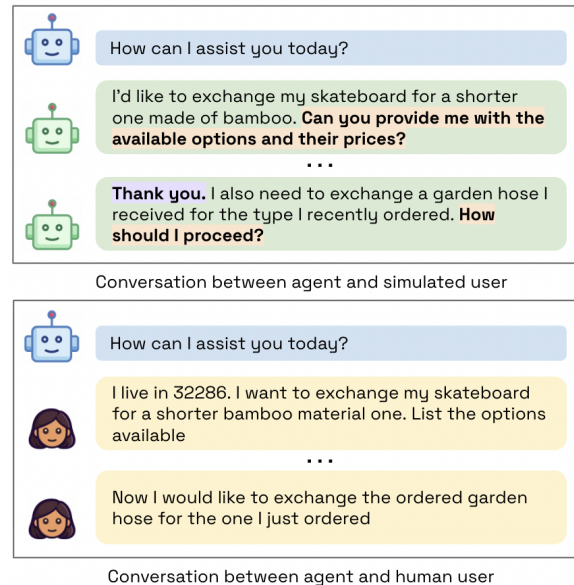 How can I assist you today?
I'd like to exchange my skateboard for a shorter
one made of bamboo. Can you provide me with the
available options and their prices?
...
Thank you. I also need to exchange a garden hose I
received for the type I recently ordered. How
should I proceed?
Conversation between agent and simulated user
How can I assist you today?
I live in 32286. I want to exchange my skateboard
for a shorter bamboo material one. List the options
available
...
Now I would like to exchange the ordered garden
hose for the one I just ordered
Conversation between agent and human user